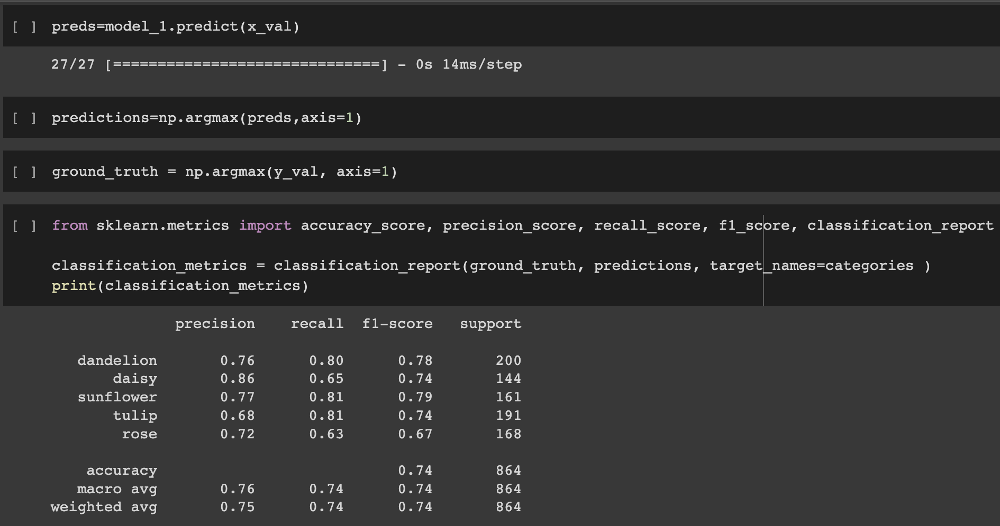 [ ] preds=model_1.predict(x_val)
27/27 [==============================] - 0s 14ms/step
[ ] predictions=np.argmax(preds,axis=1)
[ ] ground_truth = np.argmax(y_val, axis=1)
[ ] from sklearn.metrics import accuracy_score, precision_score, recall_score, f1_score, classification_report
classification_metrics = classification_report(ground_truth, predictions, target_names=categories )
print(classification_metrics)
precision recall f1-score support
dandelion 0.76 0.80 0.78 200
daisy 0.86 0.65 0.74 144
sunflower 0.77 0.81 0.79 161
tulip 0.68 0.81 0.74 191
rose 0.72 0.63 0.67 168
accuracy 0.74 864
macro avg 0.76 0.74 0.74 864
weighted avg 0.75 0.74 0.74 864